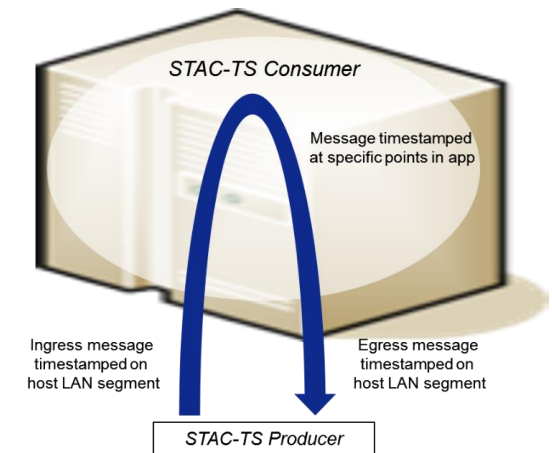 STAC-TS Consumer
Message timestamped
at specific points in app
Ingress message
timestamped on
host LAN segment
Egress message
timestamped on
host LAN segment
STAC-TS Producer